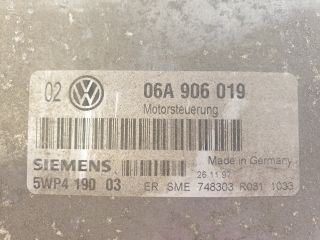 02 VW 06A 906 019
Motorsteuerung
SIEMENS Made in Germany
26.11.97
5WP4 190 03 ER SME 748303 R031 1033